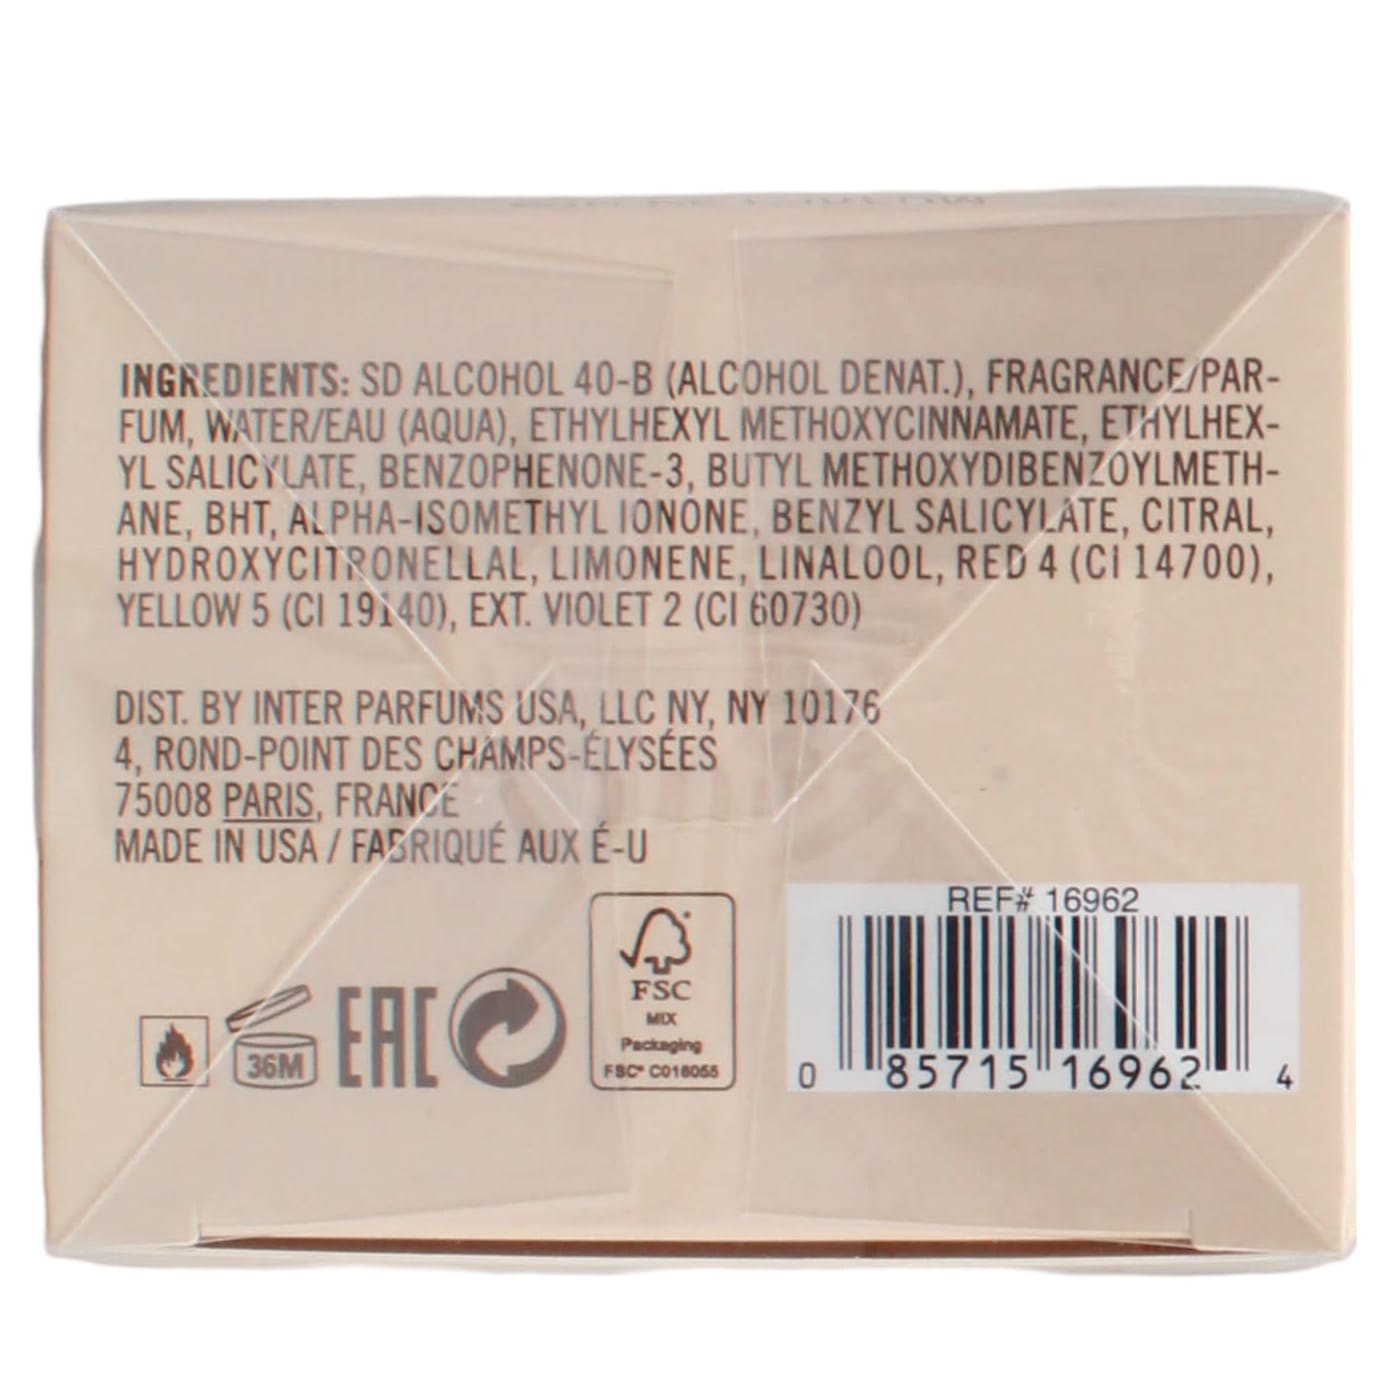 INGREDIENTS: SD ALCOHOL 40-B (ALCOHOL DENAT.), FRAGRANCE/PAR-
FUM, WATER/EAU (AQUA), ETHYLHEXYL METHOXYCINNAMATE, ETHYLHEX-
YL SALICYLATE, BENZOPHENONE-3, BUTYL METHOXYDIBENZOYLMETH-
ANE, BHT, ALPHA-ISOMETHYL IONONE, BENZYL SALICYLATE, CITRAL,
HYDROXYCITRONELLAL, LIMONENE, LINALOOL, RED 4 (CI 14700),
YELLOW 5 (CI 19140), EXT. VIOLET 2 (CI 60730)
DIST. BY INTER PARFUMS USA, LLC NY, NY 10176
4, ROND-POINT DES CHAMPS-ÉLYSÉES
75008 PARIS, FRANCE
MADE IN USA / FABRIQUÉ AUX É-U
36M
EAC
FSC
MIX
Packaging
FSC® C016055
REF# 16962
0 85715 16962 4